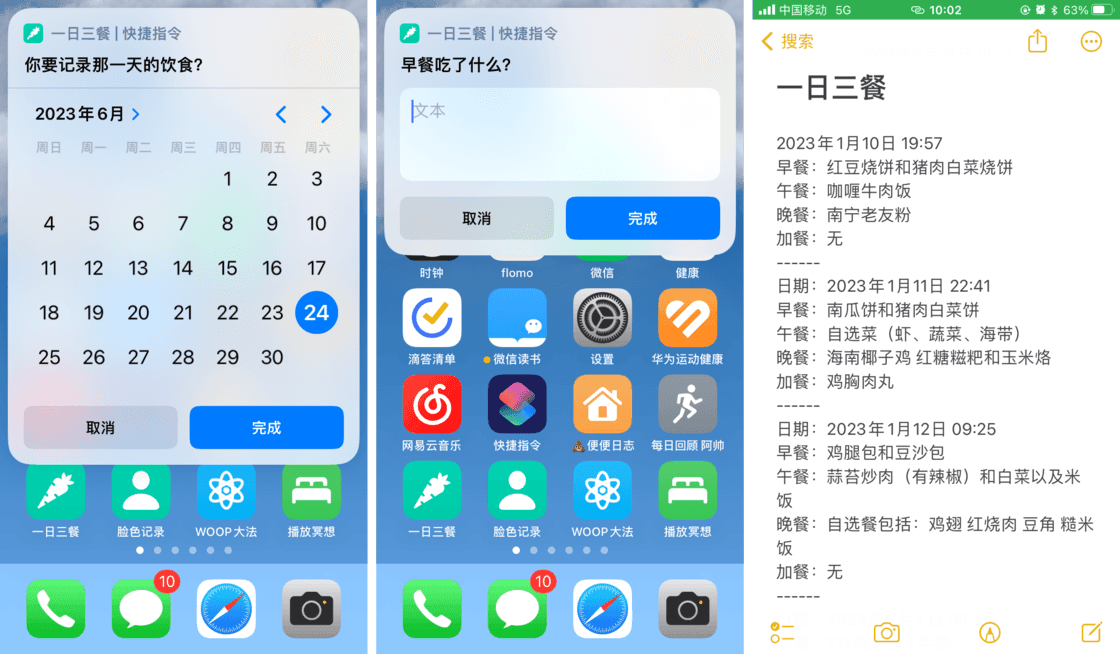 一日三餐 | 快捷指令
你要记录那一天的饮食?
2023年6月
周日 周一 周二 周三 周四 周五 周六
1 2 3
4 5 6 7 8 9 10
11 12 13 14 15 16 17
18 19 20 21 22 23 24
25 26 27 28 29 30
取消 完成
一日三餐 脸色记录 WOOP大法 播放冥想
10
一日三餐 | 快捷指令
早餐吃了什么?
文本
取消 完成
时钟 flomo 微信 健康
滴答清单 微信读书 设置 华为运动健康
网易云音乐 快捷指令 💩便便日志 每日回顾 阿帅
一日三餐 脸色记录 WOOP大法 播放冥想
10
中国移动 5G 10:02 63%
搜索
一日三餐
2023年1月10日 19:57
早餐：红豆烧饼和猪肉白菜烧饼
午餐：咖喱牛肉饭
晚餐：南宁老友粉
加餐：无
------
日期：2023年1月11日 22:41
早餐：南瓜饼和猪肉白菜饼
午餐：自选菜（虾、蔬菜、海带）
晚餐：海南椰子鸡 红糖糍粑和玉米烙
加餐：鸡胸肉丸
------
日期：2023年1月12日 09:25
早餐：鸡腿包和豆沙包
午餐：蒜苔炒肉（有辣椒）和白菜以及米
饭
晚餐：自选餐包括：鸡翅 红烧肉 豆角 糙米
饭
加餐：无
------